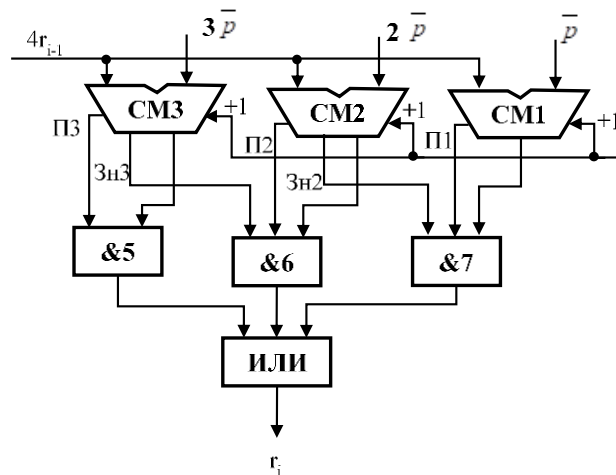 3 p̅ 2 p̅ p̅
4r_{i-1}
СМ3 СМ2 СМ1
+1 +1 +1
П3 П2 П1
Зн3 Зн2
&5 &6 &7
ИЛИ
r_i